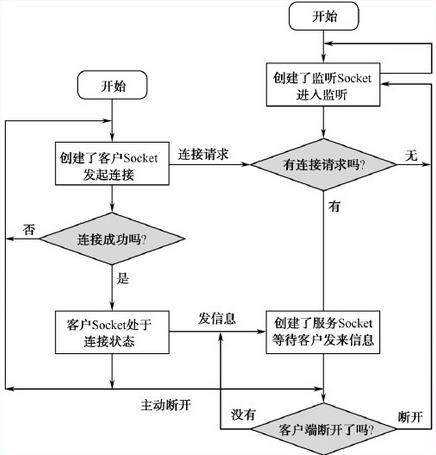 开始
创建了监听Socket
进入监听
开始
创建了客户Socket
发起连接
连接请求
有连接请求吗?
无
有
否
连接成功吗?
是
客户Socket处于
连接状态
发信息
创建了服务Socket
等待客户发来信息
主动断开
没有
客户端断开了吗?
断开